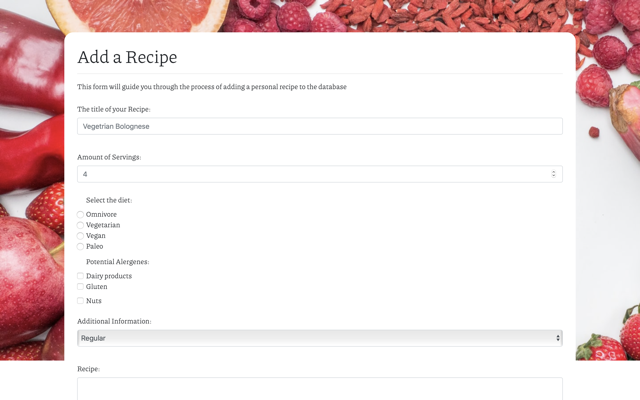 Add a Recipe
This form will guide you through the process of adding a personal recipe to the database
The title of your Recipe:
Vegetrian Bolognese
Amount of Servings:
4
Select the diet:
Omnivore
Vegetarian
Vegan
Paleo
Potential Alergenes:
Dairy products
Gluten
Nuts
Additional Information:
Regular
Recipe: